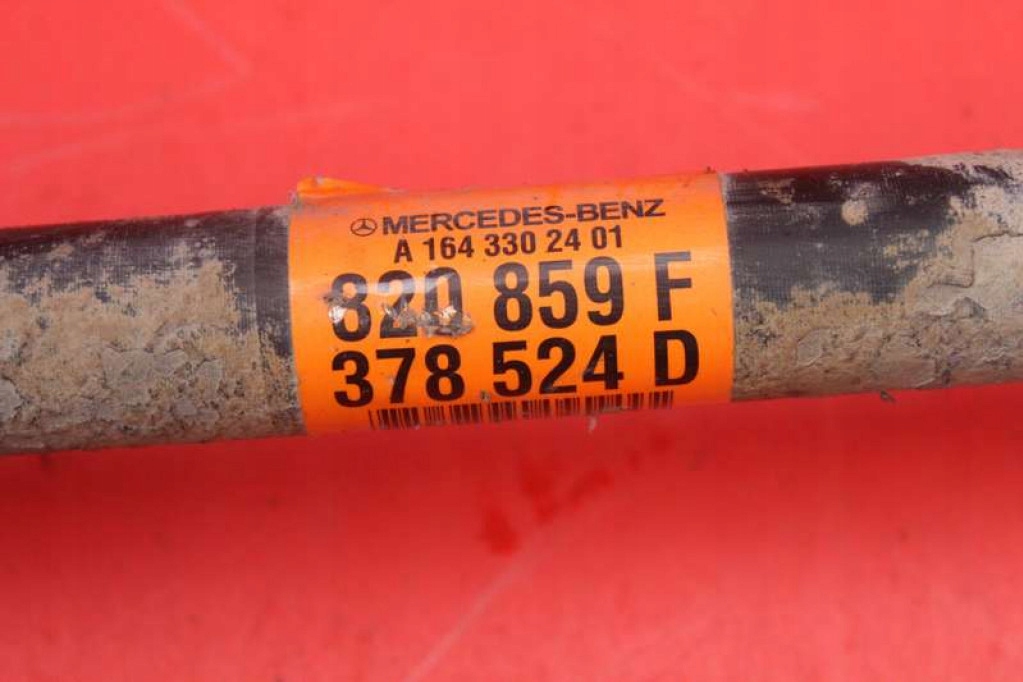 MERCEDES-BENZ
A 164 330 24 01
820 859 F
378 524 D